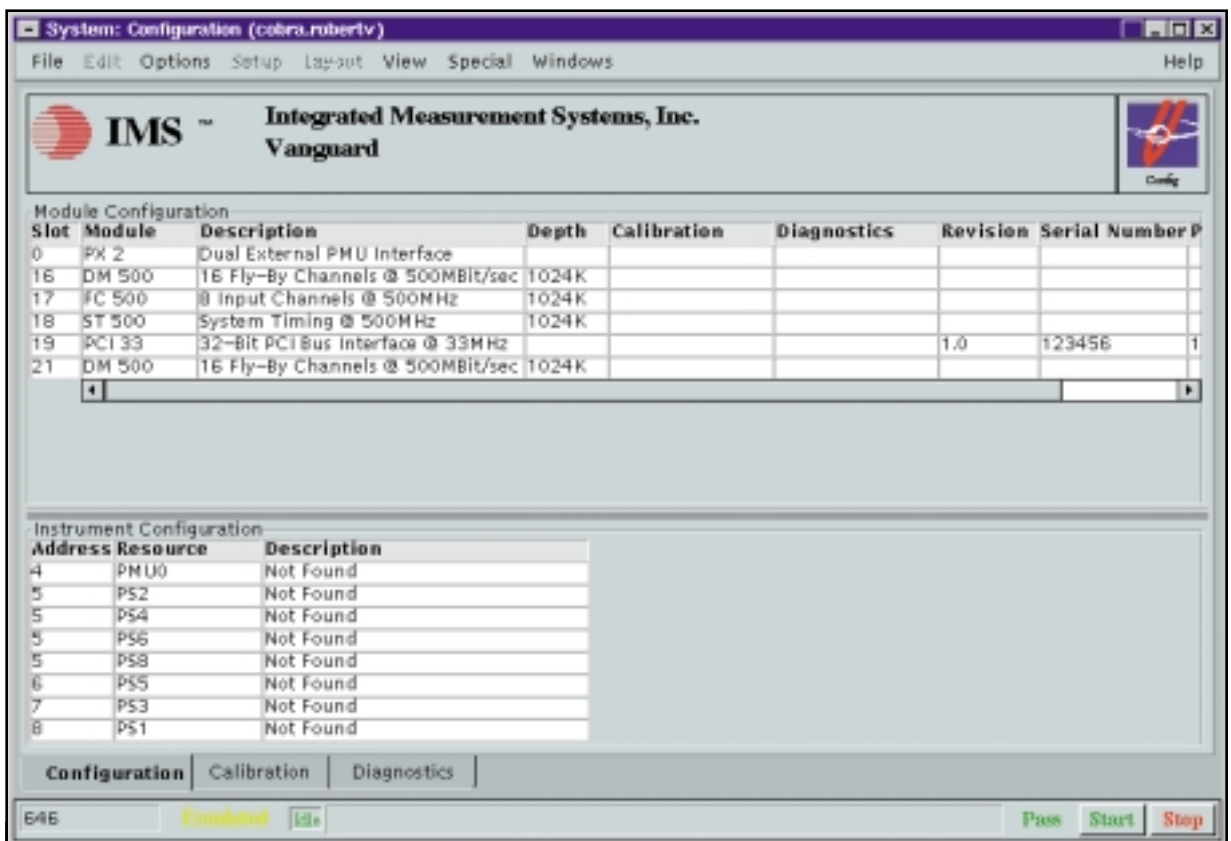 System: Configuration (cobra.robertv)
File Edit Options Setup Layout View Special Windows Help
IMS ™ Integrated Measurement Systems, Inc.
Vanguard
Config
Module Configuration
Slot Module Description Depth Calibration Diagnostics Revision Serial Number P
0 PX 2 Dual External PMU Interface
16 DM 500 16 Fly-By Channels @ 500MBit/sec 1024K
17 FC 500 8 Input Channels @ 500MHz 1024K
18 ST 500 System Timing @ 500MHz 1024K
19 PCI 33 32-Bit PCI Bus Interface @ 33MHz 1.0 123456 1
21 DM 500 16 Fly-By Channels @ 500MBit/sec 1024K
Instrument Configuration
Address Resource Description
4 PMU0 Not Found
5 PS2 Not Found
5 PS4 Not Found
5 PS6 Not Found
5 PS8 Not Found
6 PS5 Not Found
7 PS3 Not Found
8 PS1 Not Found
Configuration Calibration Diagnostics
646 Emulated Idle Pass Start Stop